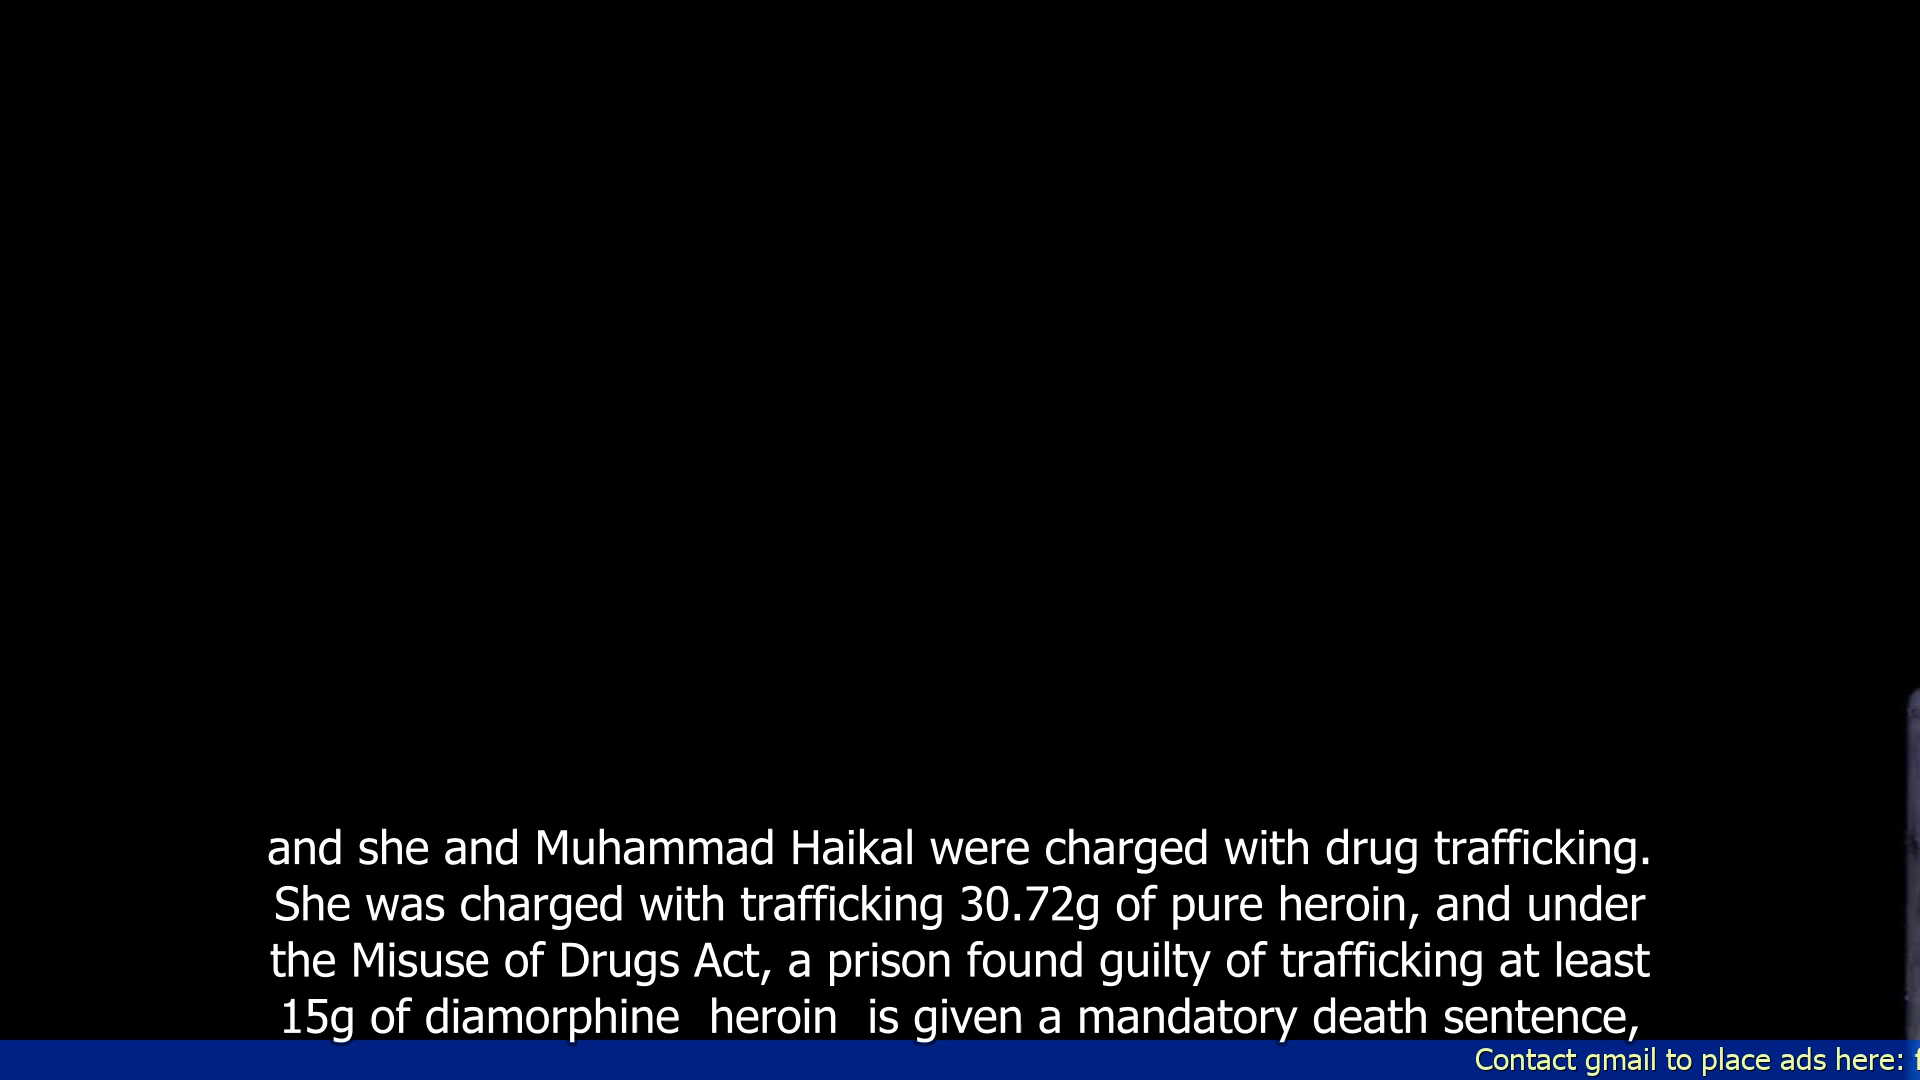 and she and Muhammad Haikal were charged with drug trafficking.
She was charged with trafficking 30.72g of pure heroin, and under
the Misuse of Drugs Act, a prison found guilty of trafficking at least
15g of diamorphine  heroin  is given a mandatory death sentence,
Contact gmail to place ads here: